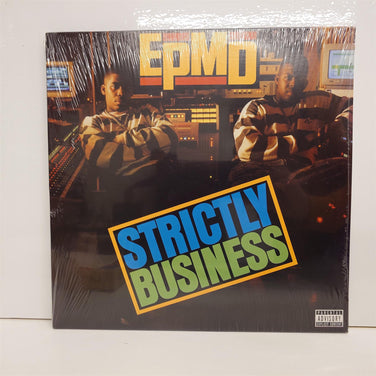 EPMD
STRICTLY
BUSINESS
PARENTAL
ADVISORY
EXPLICIT CONTENT